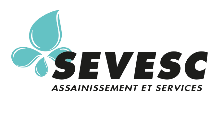 SEVESC
ASSAINISSEMENT ET SERVICES